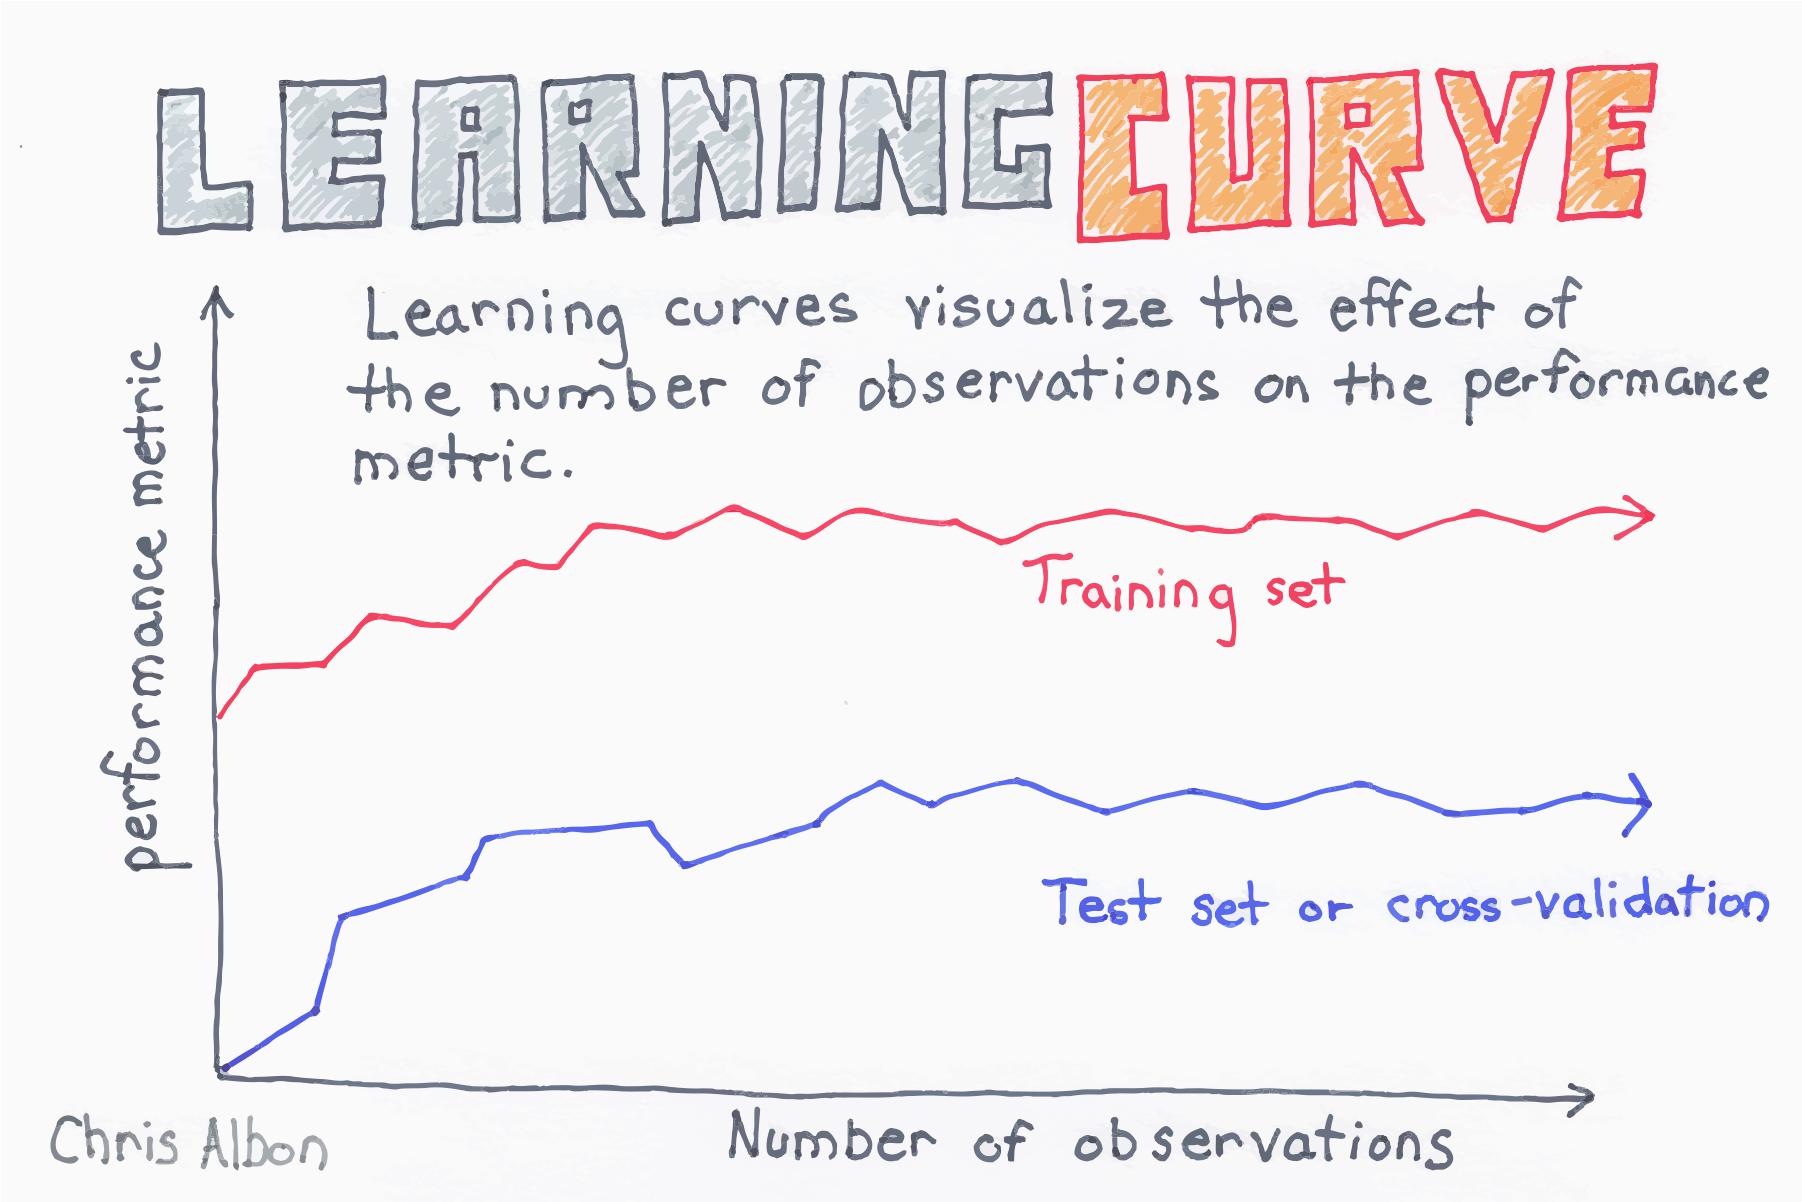 LEARNING CURVE
Learning curves visualize the effect of
the number of observations on the performance
metric.
performance metric
Training set
Test set or cross-validation
Number of observations
Chris Albon